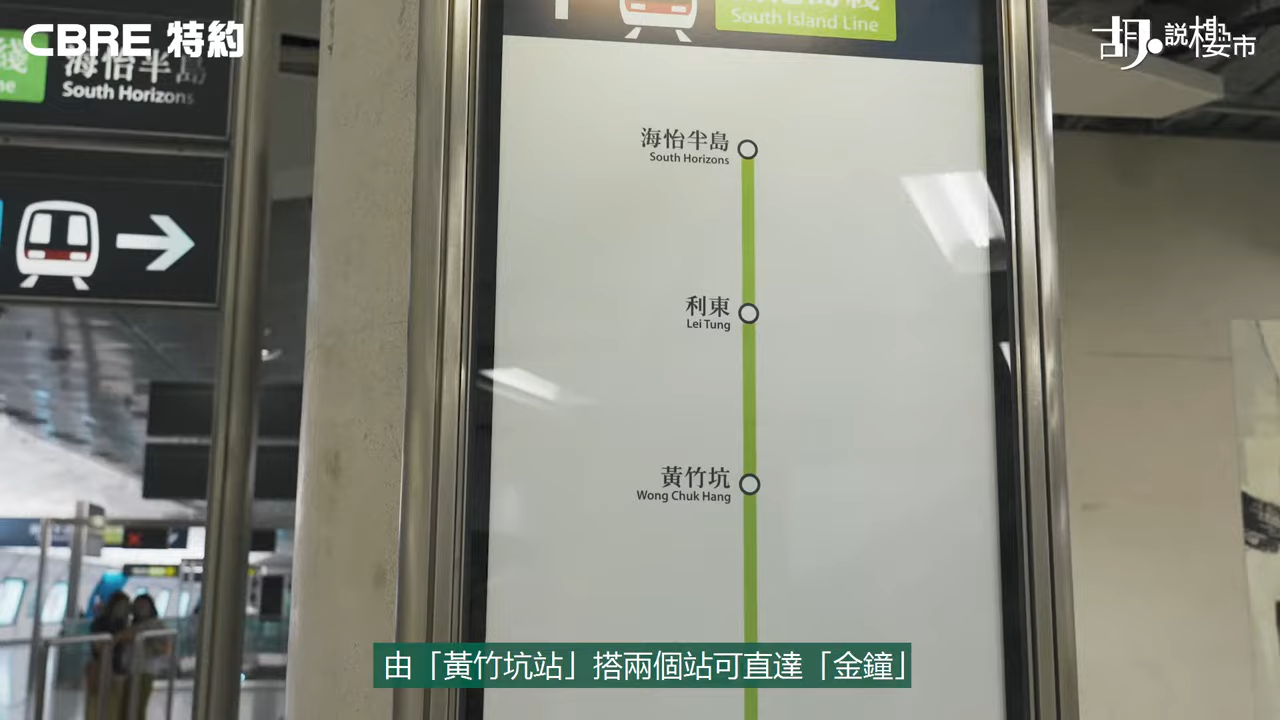 CBRE 特約
胡.說樓市
South Island Line
綫
海怡半島
South Horizons
海怡半島
South Horizons
利東
Lei Tung
黃竹坑
Wong Chuk Hang
由「黃竹坑站」搭兩個站可直達「金鐘」